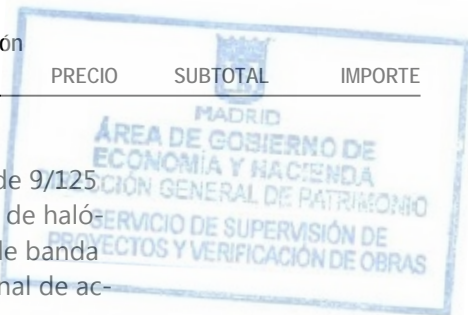 ón
PRECIO SUBTOTAL IMPORTE
MADRID
ÁREA DE GOBIERNO DE
ECONOMÍA Y HACIENDA
DIRECCIÓN GENERAL DE PATRIMONIO
SERVICIO DE SUPERVISIÓN DE
PROYECTOS Y VERIFICACIÓN DE OBRAS
de 9/125
de haló-
de banda
nal de ac-